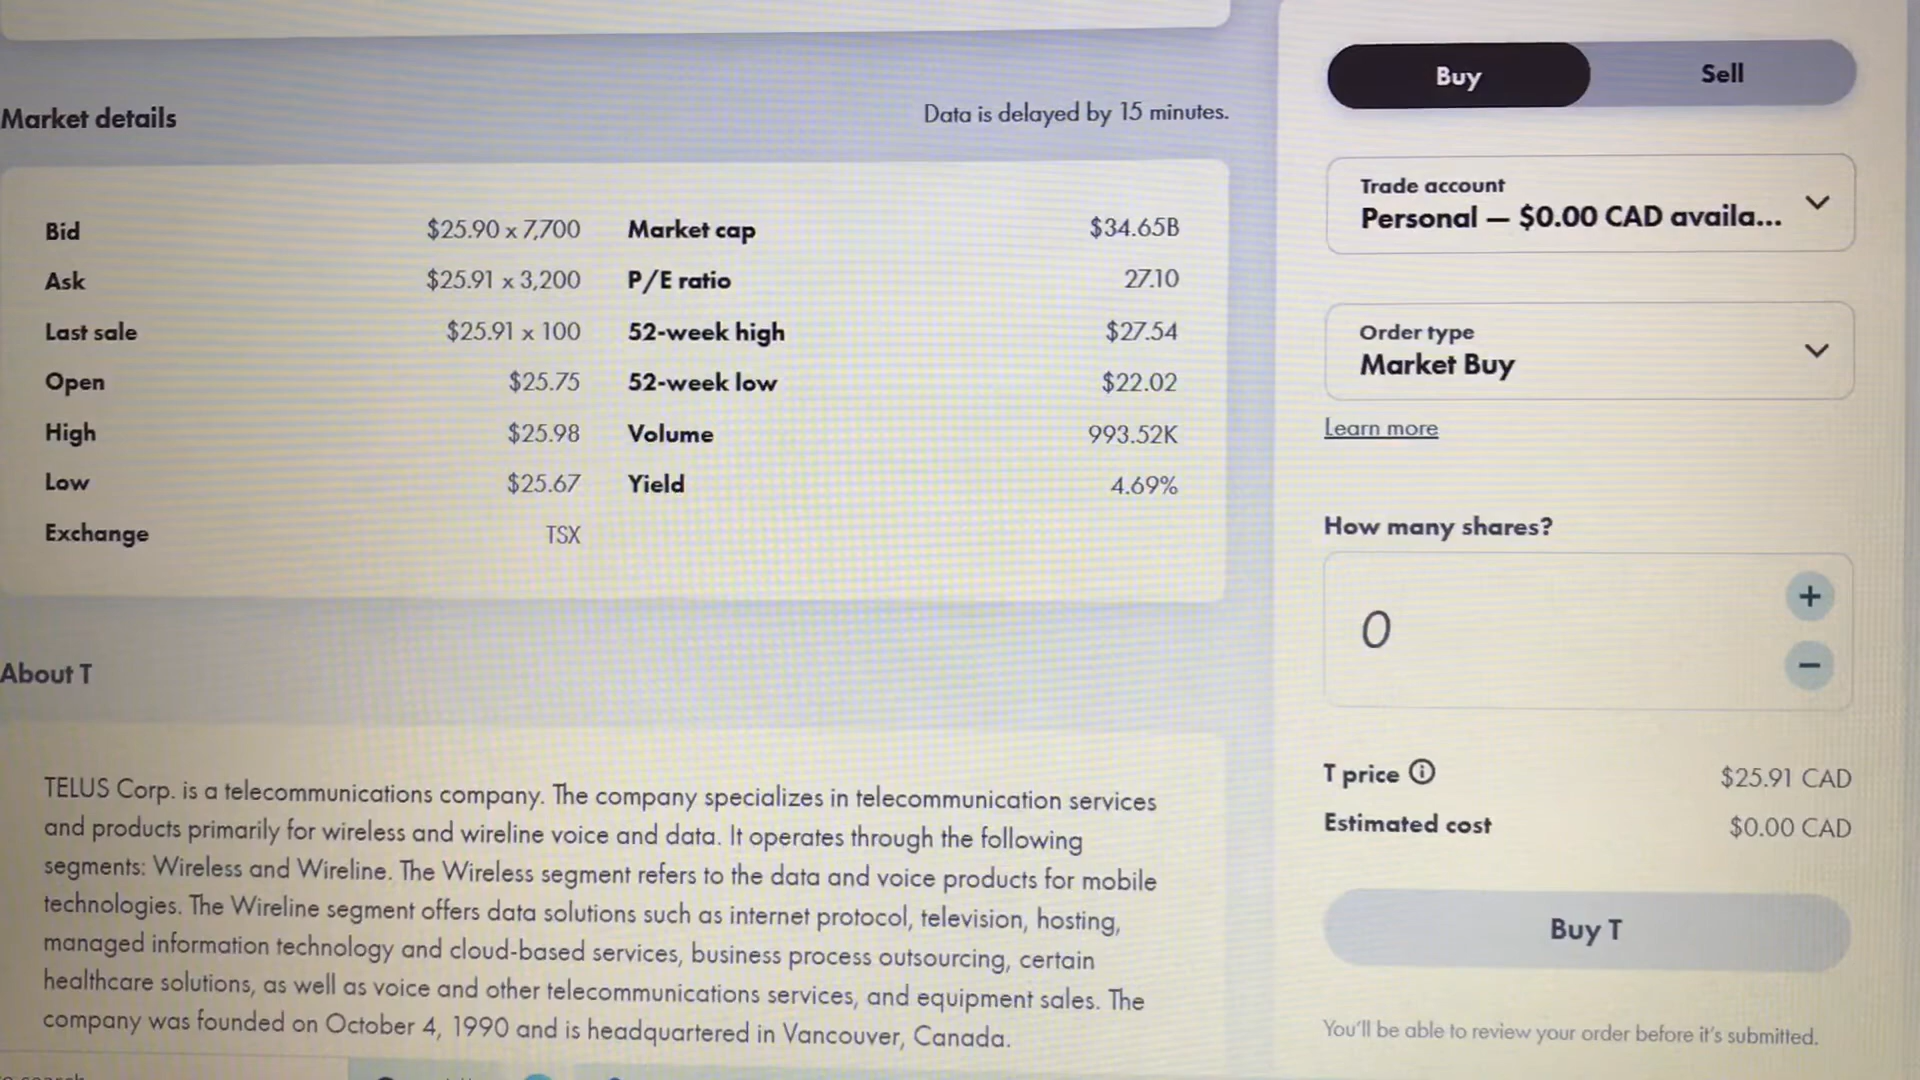 Market details
Data is delayed by 15 minutes.
Bid $25.90 x 7,700
Ask $25.91 x 3,200
Last sale $25.91 x 100
Open $25.75
High $25.98
Low $25.67
Exchange TSX
Market cap $34.65B
P/E ratio 27.10
52-week high $27.54
52-week low $22.02
Volume 993.52K
Yield 4.69%
About T
TELUS Corp. is a telecommunications company. The company specializes in telecommunication services
and products primarily for wireless and wireline voice and data. It operates through the following
segments: Wireless and Wireline. The Wireless segment refers to the data and voice products for mobile
technologies. The Wireline segment offers data solutions such as internet protocol, television, hosting,
managed information technology and cloud-based services, business process outsourcing, certain
healthcare solutions, as well as voice and other telecommunications services, and equipment sales. The
company was founded on October 4, 1990 and is headquartered in Vancouver, Canada.
Buy Sell
Trade account
Personal — $0.00 CAD availa...
Order type
Market Buy
Learn more
How many shares?
0
+
−
T price $25.91 CAD
Estimated cost $0.00 CAD
Buy T
You'll be able to review your order before it's submitted.